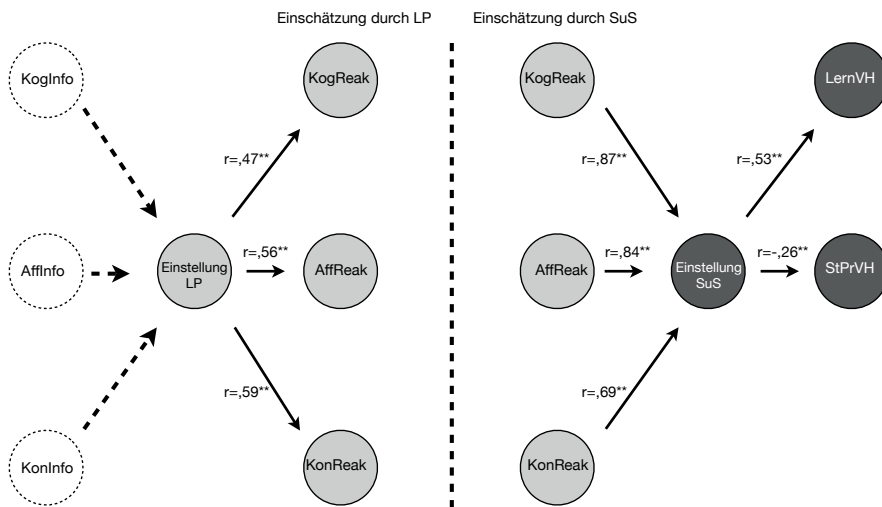 Einschätzung durch LP
Einschätzung durch SuS
KogInfo
KogReak
KogReak
LernVH
r=,47**
r=,87**
r=,53**
AffInfo
Einstellung
LP
r=,56**
AffReak
AffReak
r=,84**
Einstellung
SuS
r=-,26**
StPrVH
r=,59**
r=,69**
KonInfo
KonReak
KonReak